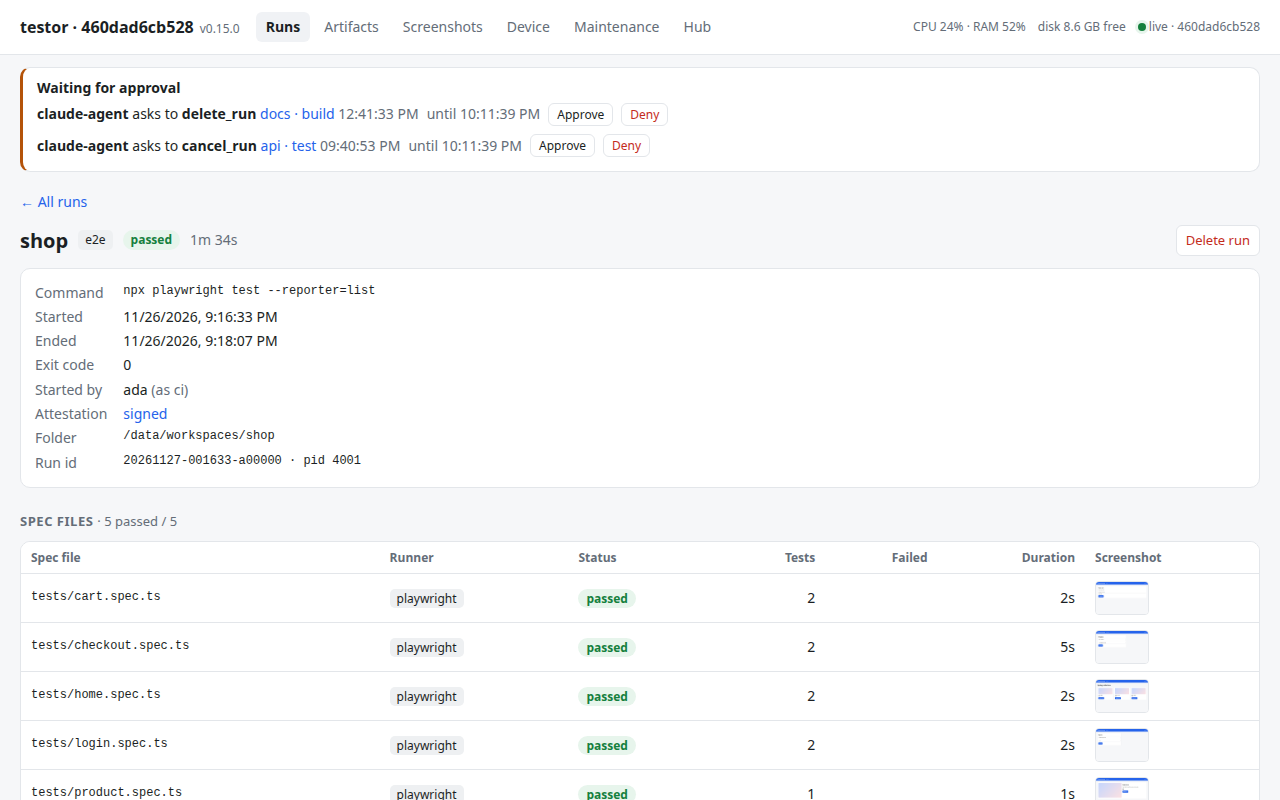 testor · 460dad6cb528 v0.15.0 Runs Artifacts Screenshots Device Maintenance Hub CPU 24% · RAM 52% disk 8.6 GB free live · 460dad6cb528
Waiting for approval
claude-agent asks to delete_run docs · build 12:41:33 PM until 10:11:39 PM Approve Deny
claude-agent asks to cancel_run api · test 09:40:53 PM until 10:11:39 PM Approve Deny
← All runs
shop e2e passed 1m 34s Delete run
Command npx playwright test --reporter=list
Started 11/26/2026, 9:16:33 PM
Ended 11/26/2026, 9:18:07 PM
Exit code 0
Started by ada (as ci)
Attestation signed
Folder /data/workspaces/shop
Run id 20261127-001633-a00000 · pid 4001
SPEC FILES · 5 passed / 5
Spec file Runner Status Tests Failed Duration Screenshot
tests/cart.spec.ts playwright passed 2 2s
tests/checkout.spec.ts playwright passed 2 5s
tests/home.spec.ts playwright passed 2 2s
tests/login.spec.ts playwright passed 2 2s
tests/product.spec.ts playwright passed 1 1s